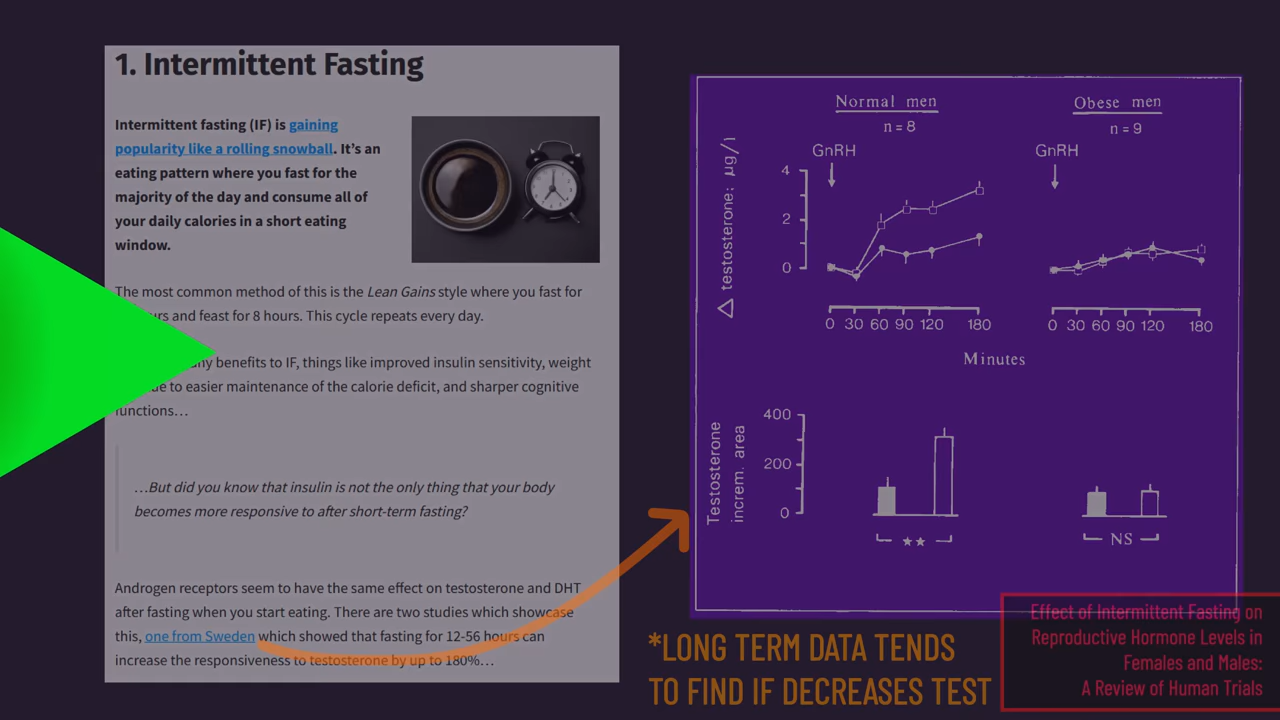 1. Intermittent Fasting
Intermittent fasting (IF) is gaining
popularity like a rolling snowball. It’s an
eating pattern where you fast for the
majority of the day and consume all of
your daily calories in a short eating
window.
The most common method of this is the Lean Gains style where you fast for
and feast for 8 hours. This cycle repeats every day.
benefits to IF, things like improved insulin sensitivity, weight
to easier maintenance of the calorie deficit, and sharper cognitive
functions…
…But did you know that insulin is not the only thing that your body
becomes more responsive to after short-term fasting?
Androgen receptors seem to have the same effect on testosterone and DHT
after fasting when you start eating. There are two studies which showcase
this, one from Sweden which showed that fasting for 12-56 hours can
increase the responsiveness to testosterone by up to 180%…
Normal men
n=8
Obese men
n=9
GnRH
GnRH
Δ testosterone; µg/l
4
2
0
0 30 60 90 120 180
0 30 60 90 120 180
Minutes
Testosterone
increm. area
400
200
0
★★
NS
*LONG TERM DATA TENDS
TO FIND IF DECREASES TEST
Effect of Intermittent Fasting on
Reproductive Hormone Levels in
Females and Males:
A Review of Human Trials